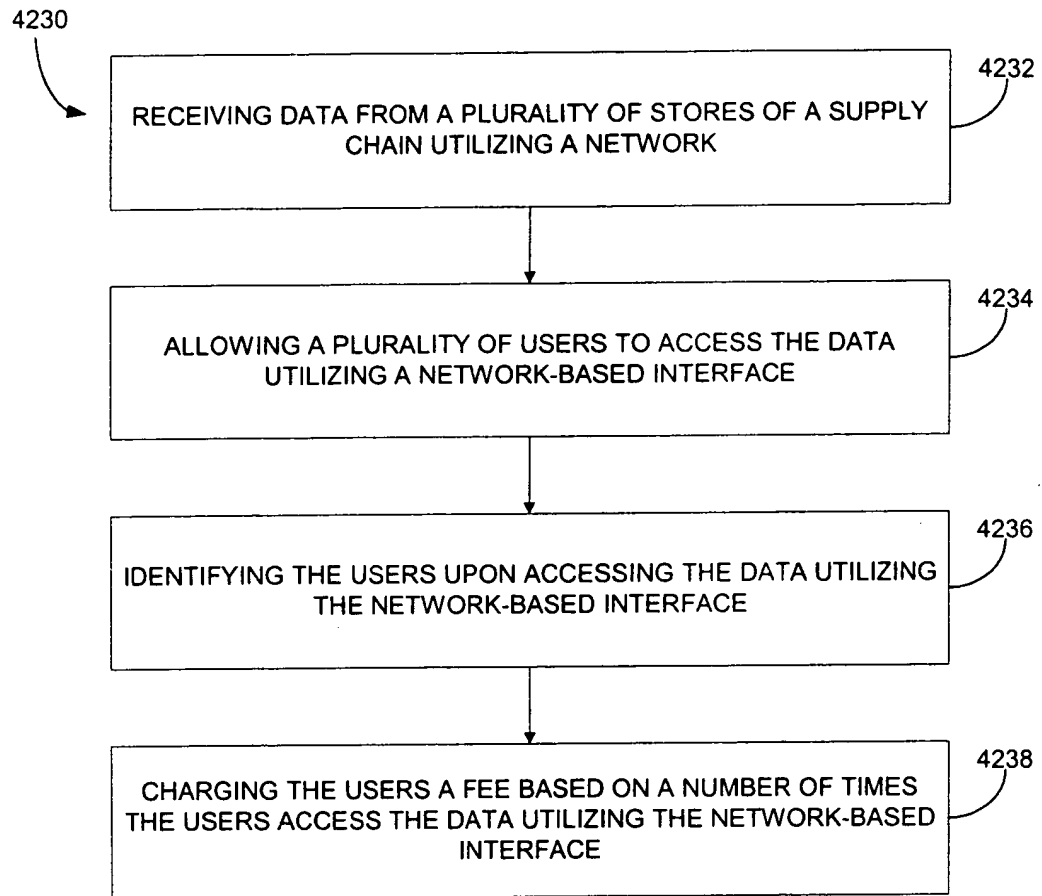 4230
4232
RECEIVING DATA FROM A PLURALITY OF STORES OF A SUPPLY
CHAIN UTILIZING A NETWORK
4234
ALLOWING A PLURALITY OF USERS TO ACCESS THE DATA
UTILIZING A NETWORK-BASED INTERFACE
4236
IDENTIFYING THE USERS UPON ACCESSING THE DATA UTILIZING
THE NETWORK-BASED INTERFACE
4238
CHARGING THE USERS A FEE BASED ON A NUMBER OF TIMES
THE USERS ACCESS THE DATA UTILIZING THE NETWORK-BASED
INTERFACE